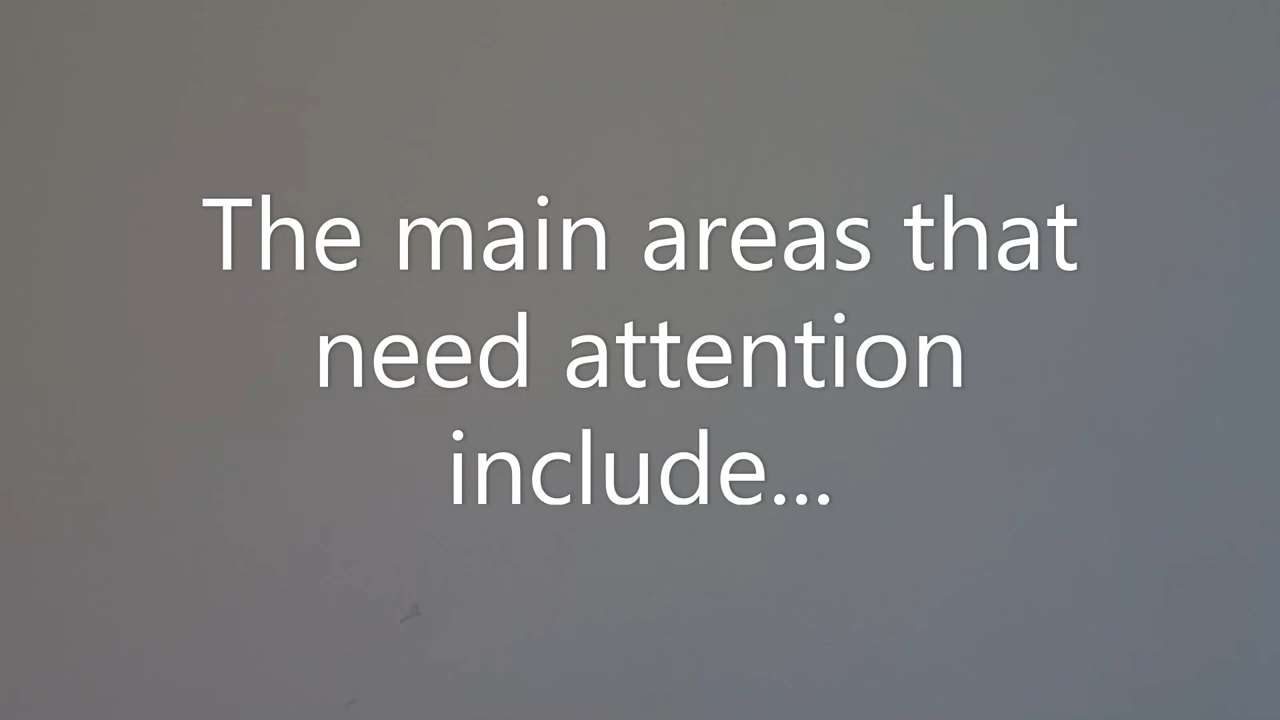 The main areas that
need attention
include...